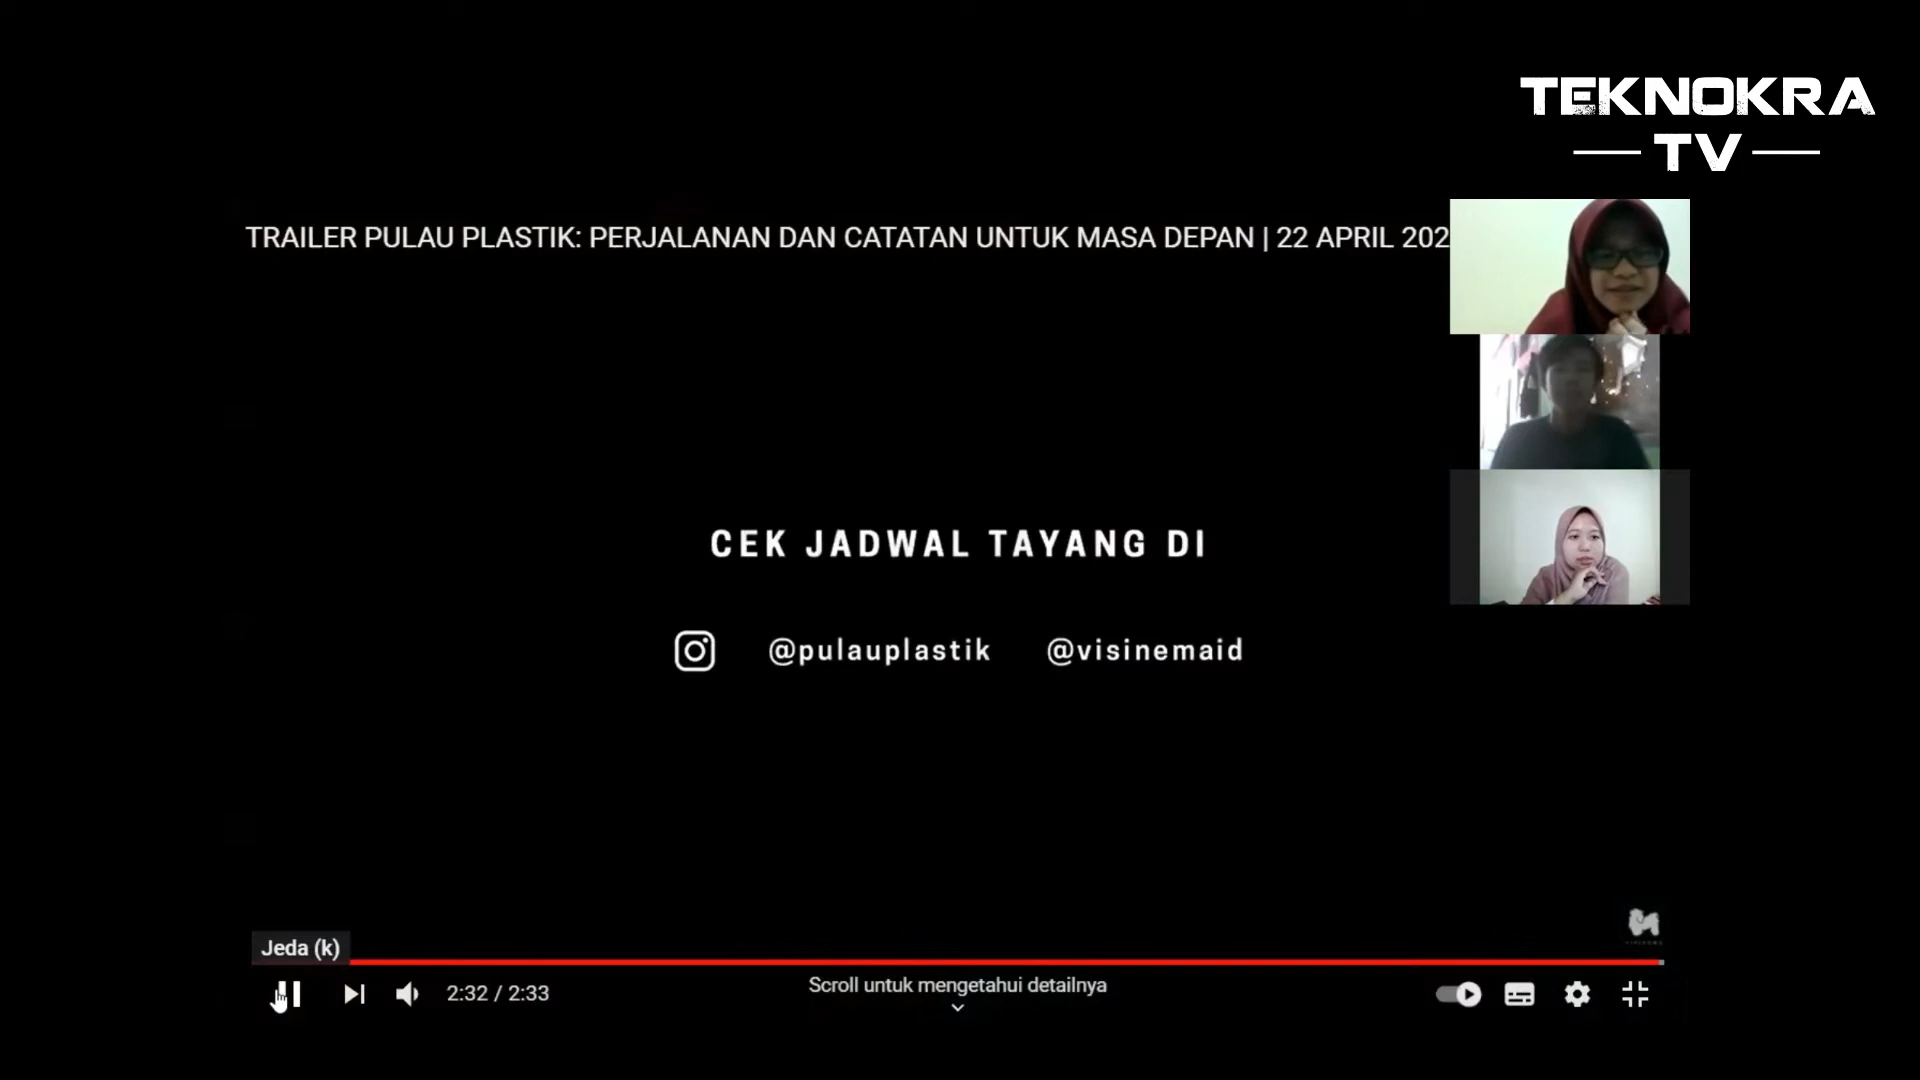 TEKNOKRA
TV
TRAILER PULAU PLASTIK: PERJALANAN DAN CATATAN UNTUK MASA DEPAN | 22 APRIL 202
CEK JADWAL TAYANG DI
@pulauplastik @visinemaid
Jeda (k)
2:32 / 2:33
Scroll untuk mengetahui detailnya